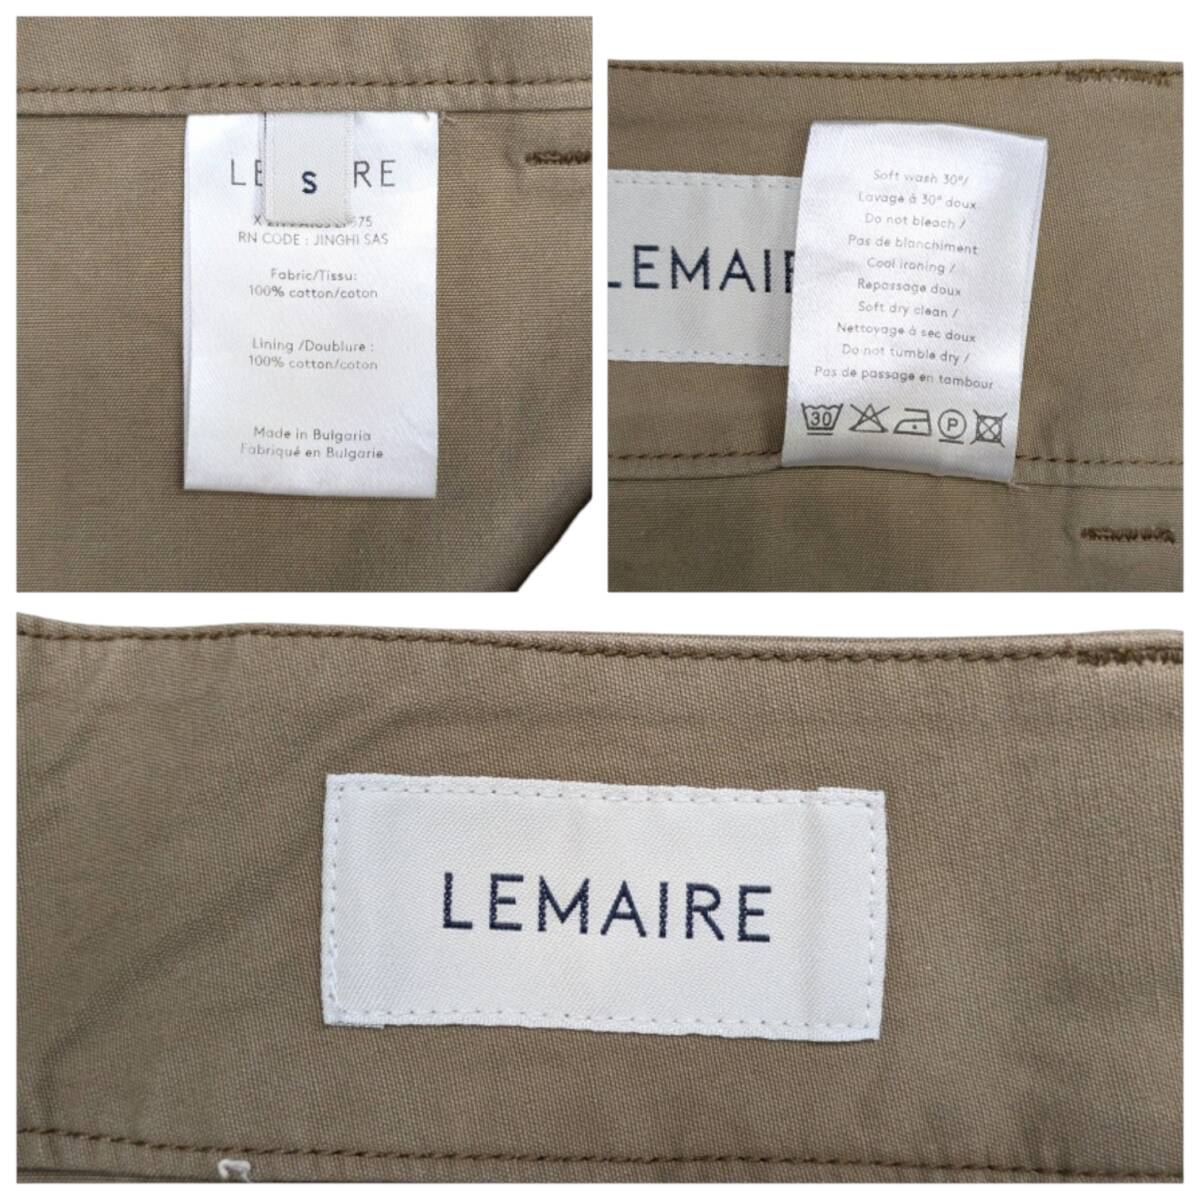 LE RE
S
RN CODE : JINGHI SAS
Fabric/Tissu:
100% cotton/coton
Lining /Doublure :
100% cotton/coton
Made in Bulgaria
Fabriqué en Bulgarie
LEMAIR
Soft wash 30°/
Lavage à 30° doux
Do not bleach /
Pas de blanchiment
Cool ironing /
Repassage doux
Soft dry clean /
Nettoyage à sec doux
Do not tumble dry /
Pas de passage en tambour
30
P
LEMAIRE